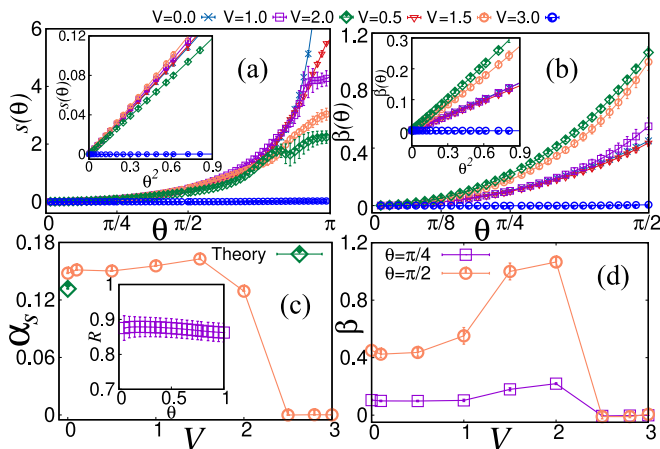 V=0.0 V=1.0 V=2.0 V=0.5 V=1.5 V=3.0
(a)
s(θ)
6
4
2
0
0 π/4 θ π/2 π
s(θ)
0.12
0.08
0.04
0
0 0.3 θ² 0.6 0.9
(b)
β(θ)
1.2
0.8
0.4
0
0 π/8 θ π/4 π/2
β(θ)
0.3
0.2
0.1
0
0 0.3 θ² 0.6 0.9
(c)
Theory
α_s
0.18
0.12
0.06
0
0 1 V 2 3
R
1
0.9
0.8
0.7
0 0.5 1
θ
(d)
θ=π/4
θ=π/2
β
1.2
0.8
0.4
0
0 1 V 2 3